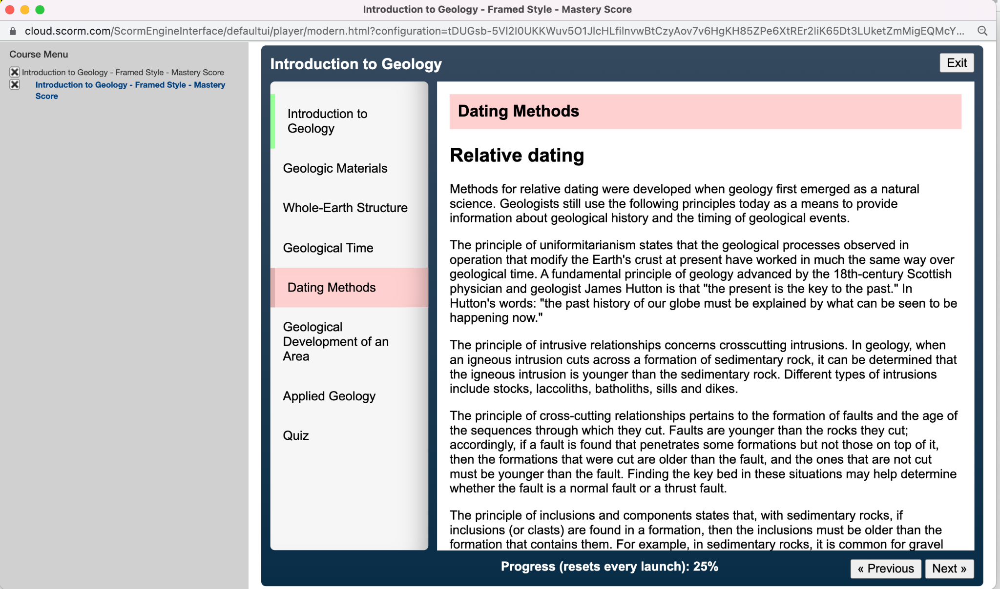 Introduction to Geology - Framed Style - Mastery Score
cloud.scorm.com/ScormEngineInterface/defaultui/player/modern.html?configuration=
Course Menu
Introduction to Geology - Framed Style - Mastery Score
Introduction to Geology - Framed Style - Mastery
Score
Introduction to Geology
Exit
Introduction to
Geology
Geologic Materials
Whole-Earth Structure
Geological Time
Dating Methods
Geological
Development of an
Area
Applied Geology
Quiz
Dating Methods
Relative dating
Methods for relative dating were developed when geology first emerged as a natural
science. Geologists still use the following principles today as a means to provide
information about geological history and the timing of geological events.
The principle of uniformitarianism states that the geological processes observed in
operation that modify the Earth's crust at present have worked in much the same way over
geological time. A fundamental principle of geology advanced by the 18th-century Scottish
physician and geologist James Hutton is that "the present is the key to the past." In
Hutton's words: "the past history of our globe must be explained by what can be seen to be
happening now."
The principle of intrusive relationships concerns crosscutting intrusions. In geology, when
an igneous intrusion cuts across a formation of sedimentary rock, it can be determined that
the igneous intrusion is younger than the sedimentary rock. Different types of intrusions
include stocks, laccoliths, batholiths, sills and dikes.
The principle of cross-cutting relationships pertains to the formation of faults and the age of
the sequences through which they cut. Faults are younger than the rocks they cut;
accordingly, if a fault is found that penetrates some formations but not those on top of it,
then the formations that were cut are older than the fault, and the ones that are not cut
must be younger than the fault. Finding the key bed in these situations may help determine
whether the fault is a normal fault or a thrust fault.
The principle of inclusions and components states that, with sedimentary rocks, if
inclusions (or clasts) are found in a formation, then the inclusions must be older than the
formation that contains them. For example, in sedimentary rocks, it is common for gravel
Progress (resets every launch): 25%
« Previous
Next »